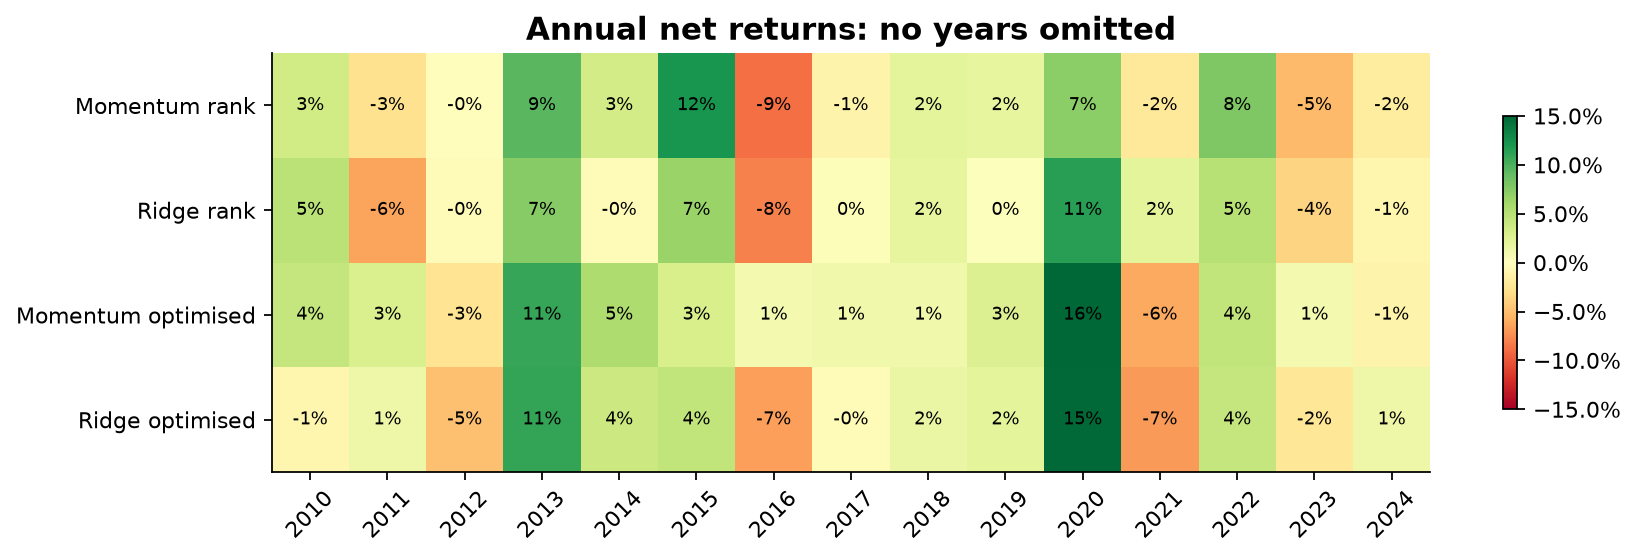 Annual net returns: no years omitted
Momentum rank 3% -3% -0% 9% 3% 12% -9% -1% 2% 2% 7% -2% 8% -5% -2%
Ridge rank 5% -6% -0% 7% -0% 7% -8% 0% 2% 0% 11% 2% 5% -4% -1%
Momentum optimised 4% 3% -3% 11% 5% 3% 1% 1% 1% 3% 16% -6% 4% 1% -1%
Ridge optimised -1% 1% -5% 11% 4% 4% -7% -0% 2% 2% 15% -7% 4% -2% 1%
2010 2011 2012 2013 2014 2015 2016 2017 2018 2019 2020 2021 2022 2023 2024
15.0%
10.0%
5.0%
0.0%
−5.0%
−10.0%
−15.0%